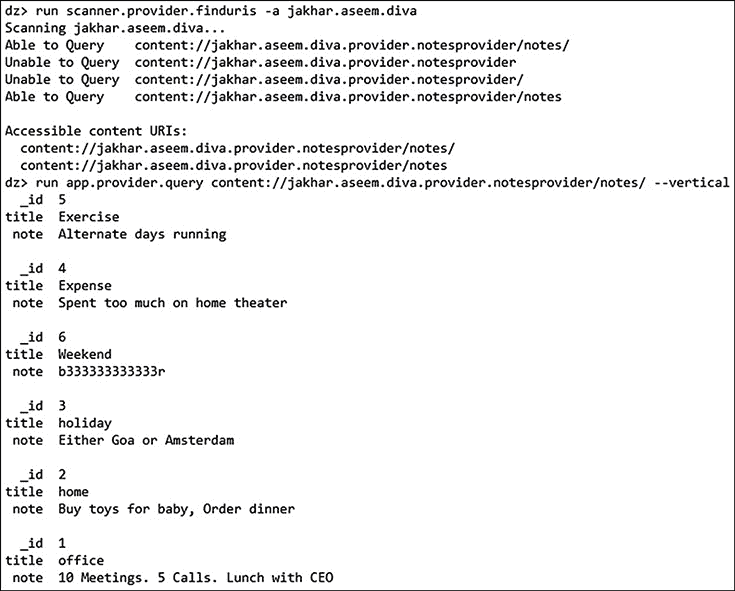 dz> run scanner.provider.finduris -a jakhar.aseem.diva
Scanning jakhar.aseem.diva...
Able to Query    content://jakhar.aseem.diva.provider.notesprovider/notes/
Unable to Query  content://jakhar.aseem.diva.provider.notesprovider
Unable to Query  content://jakhar.aseem.diva.provider.notesprovider/
Able to Query    content://jakhar.aseem.diva.provider.notesprovider/notes
Accessible content URIs:
  content://jakhar.aseem.diva.provider.notesprovider/notes/
  content://jakhar.aseem.diva.provider.notesprovider/notes
dz> run app.provider.query content://jakhar.aseem.diva.provider.notesprovider/notes/ --vertical
  _id  5
title  Exercise
 note  Alternate days running
  _id  4
title  Expense
 note  Spent too much on home theater
  _id  6
title  Weekend
 note  b333333333333r
  _id  3
title  holiday
 note  Either Goa or Amsterdam
  _id  2
title  home
 note  Buy toys for baby, Order dinner
  _id  1
title  office
 note  10 Meetings. 5 Calls. Lunch with CEO